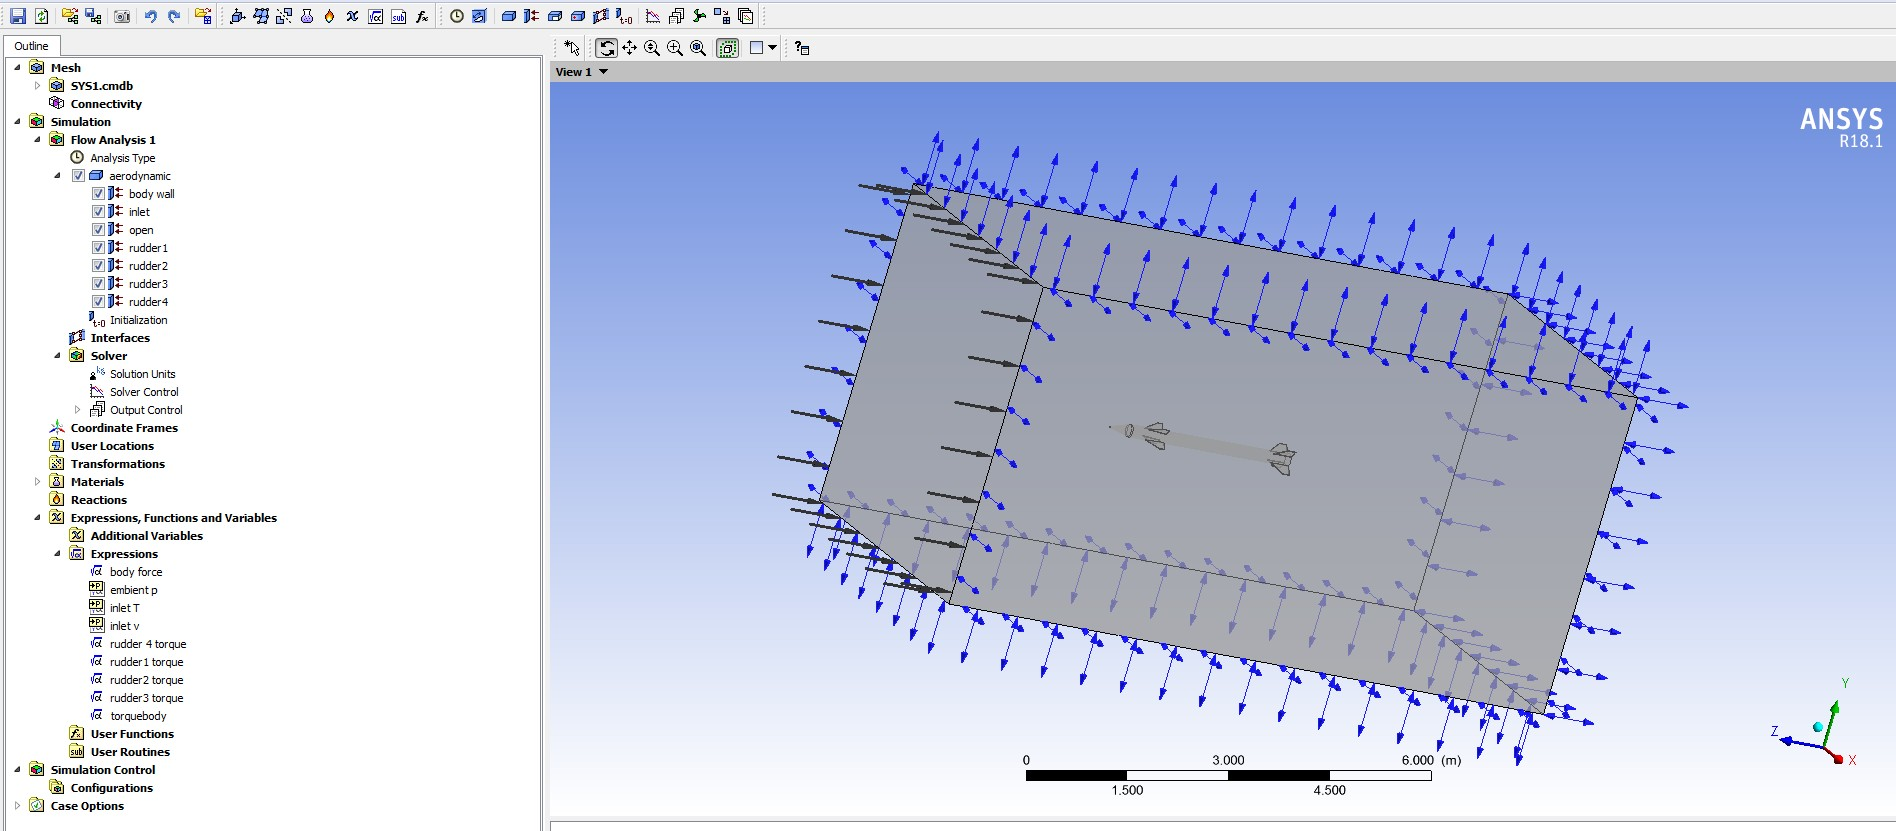 Outline
Mesh
SYS1.cmdb
Connectivity
Simulation
Flow Analysis 1
Analysis Type
aerodynamic
body wall
inlet
open
rudder1
rudder2
rudder3
rudder4
t=0 Initialization
Interfaces
Solver
Solution Units
Solver Control
Output Control
Coordinate Frames
User Locations
Transformations
Materials
Reactions
Expressions, Functions and Variables
Additional Variables
Expressions
body force
P embient p
P inlet T
P inlet v
rudder 4 torque
rudder1 torque
rudder2 torque
rudder3 torque
torquebody
fx User Functions
sub User Routines
Simulation Control
Configurations
Case Options
View 1
ANSYS
R18.1
0 3.000 6.000 (m)
1.500 4.500
Y
Z
X